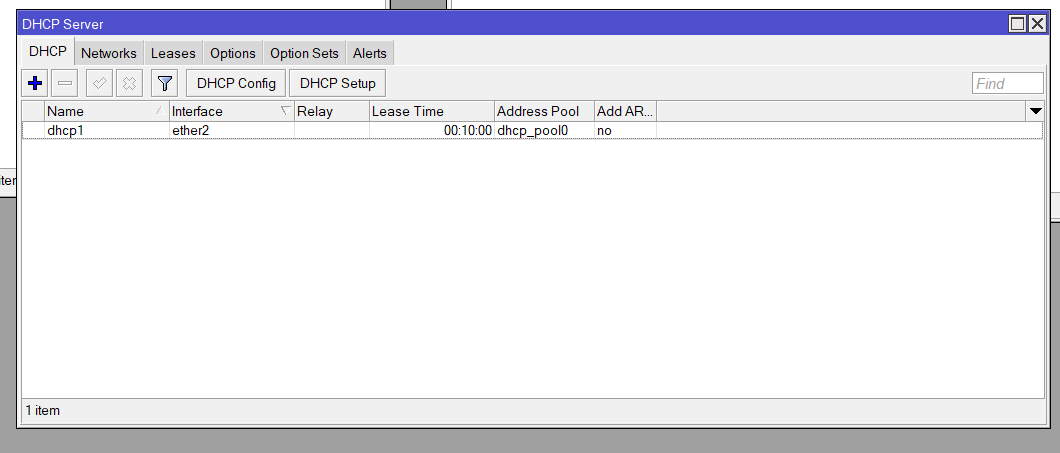 DHCP Server
DHCP Networks Leases Options Option Sets Alerts
DHCP Config DHCP Setup Find
Name Interface Relay Lease Time Address Pool Add AR...
dhcp1 ether2 00:10:00 dhcp_pool0 no
1 item